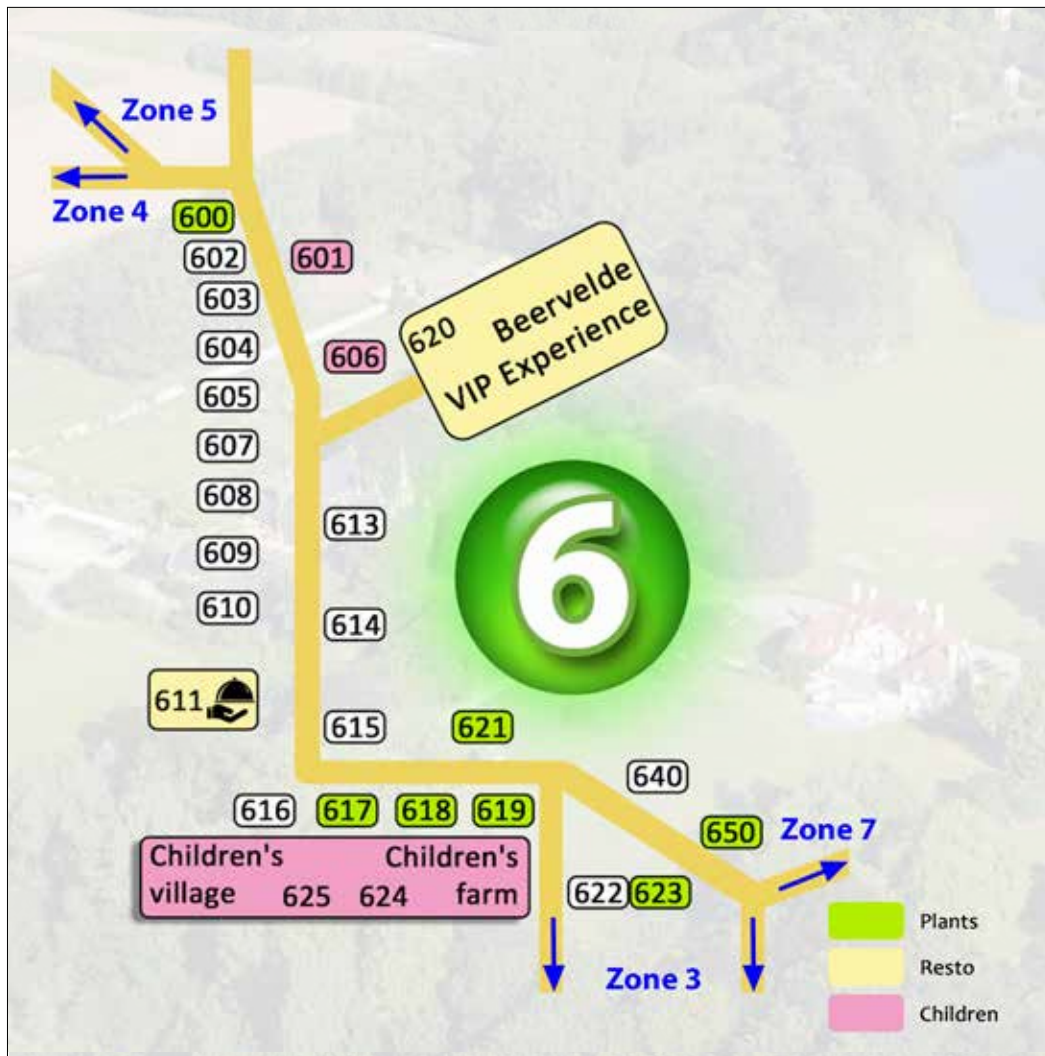 Zone 5
Zone 4
600
602
601
603
604
606
605
607
608
609
610
620 Beervelde
VIP Experience
613
614
6
611
615
621
640
616
617
618
619
650
Zone 7
Children's
village
625
624
Children's
farm
622
623
Zone 3
Plants
Resto
Children